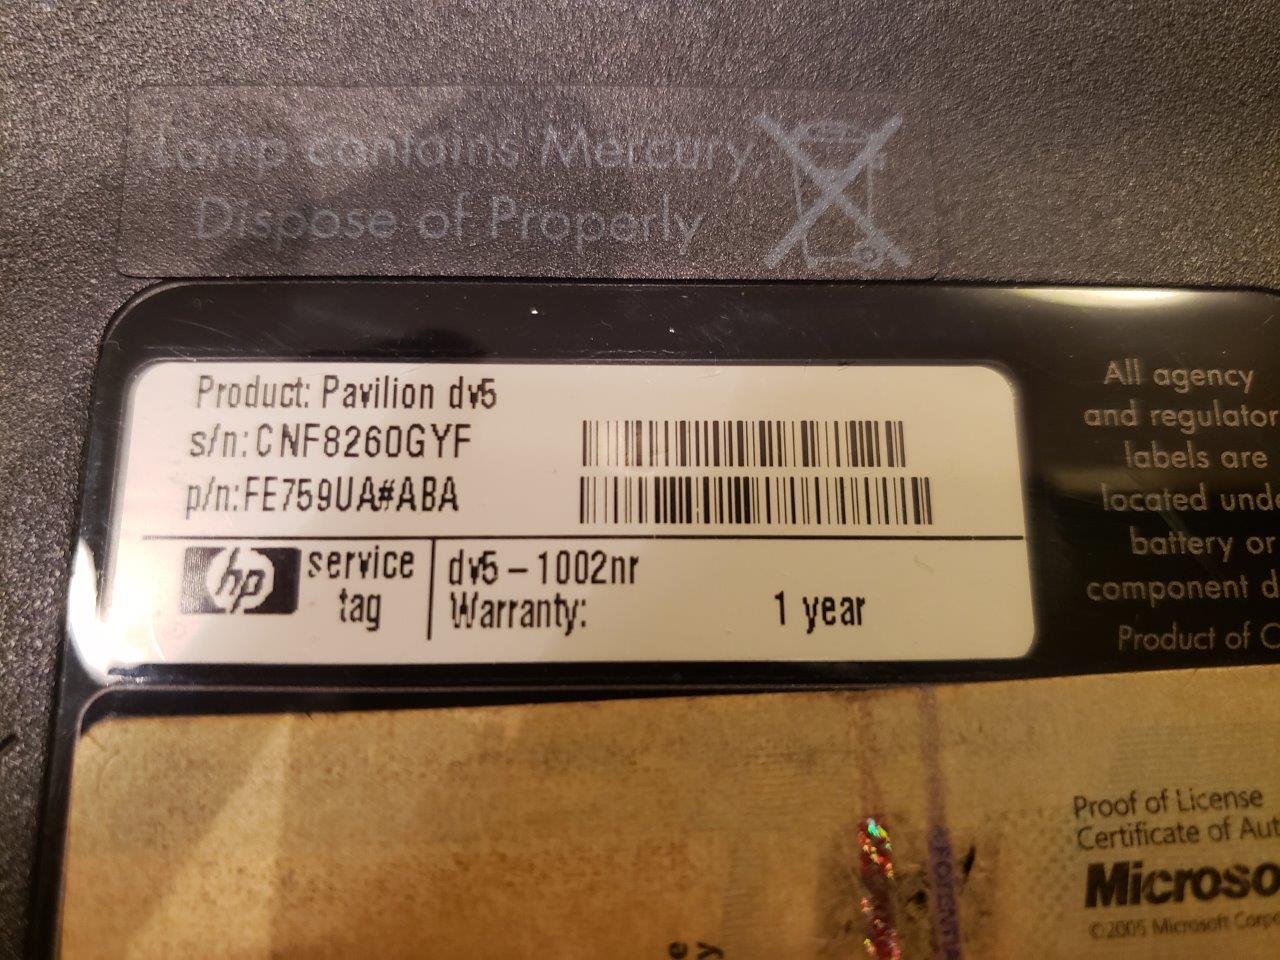 Lamp contains Mercury,
Dispose of Properly
Product: Pavilion dv5
s/n:CNF8260GYF
p/n:FE759UA#ABA
hp service tag
dv5-1002nr
Warranty: 1 year
All agency
and regulator
labels are
located und
battery or
component d
Product of C
Proof of License
Certificate of Aut
Microso
©2005 Microsoft Corpo